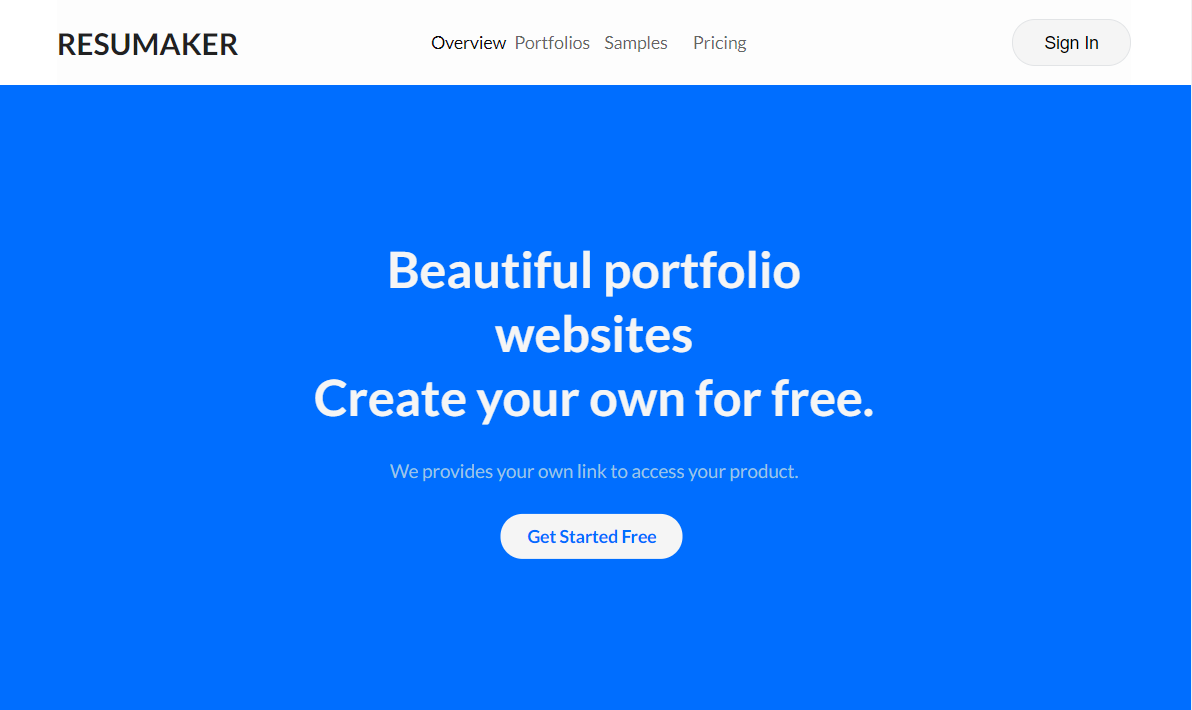 RESUMAKER
Overview Portfolios Samples Pricing
Sign In
Beautiful portfolio
websites
Create your own for free.
We provides your own link to access your product.
Get Started Free